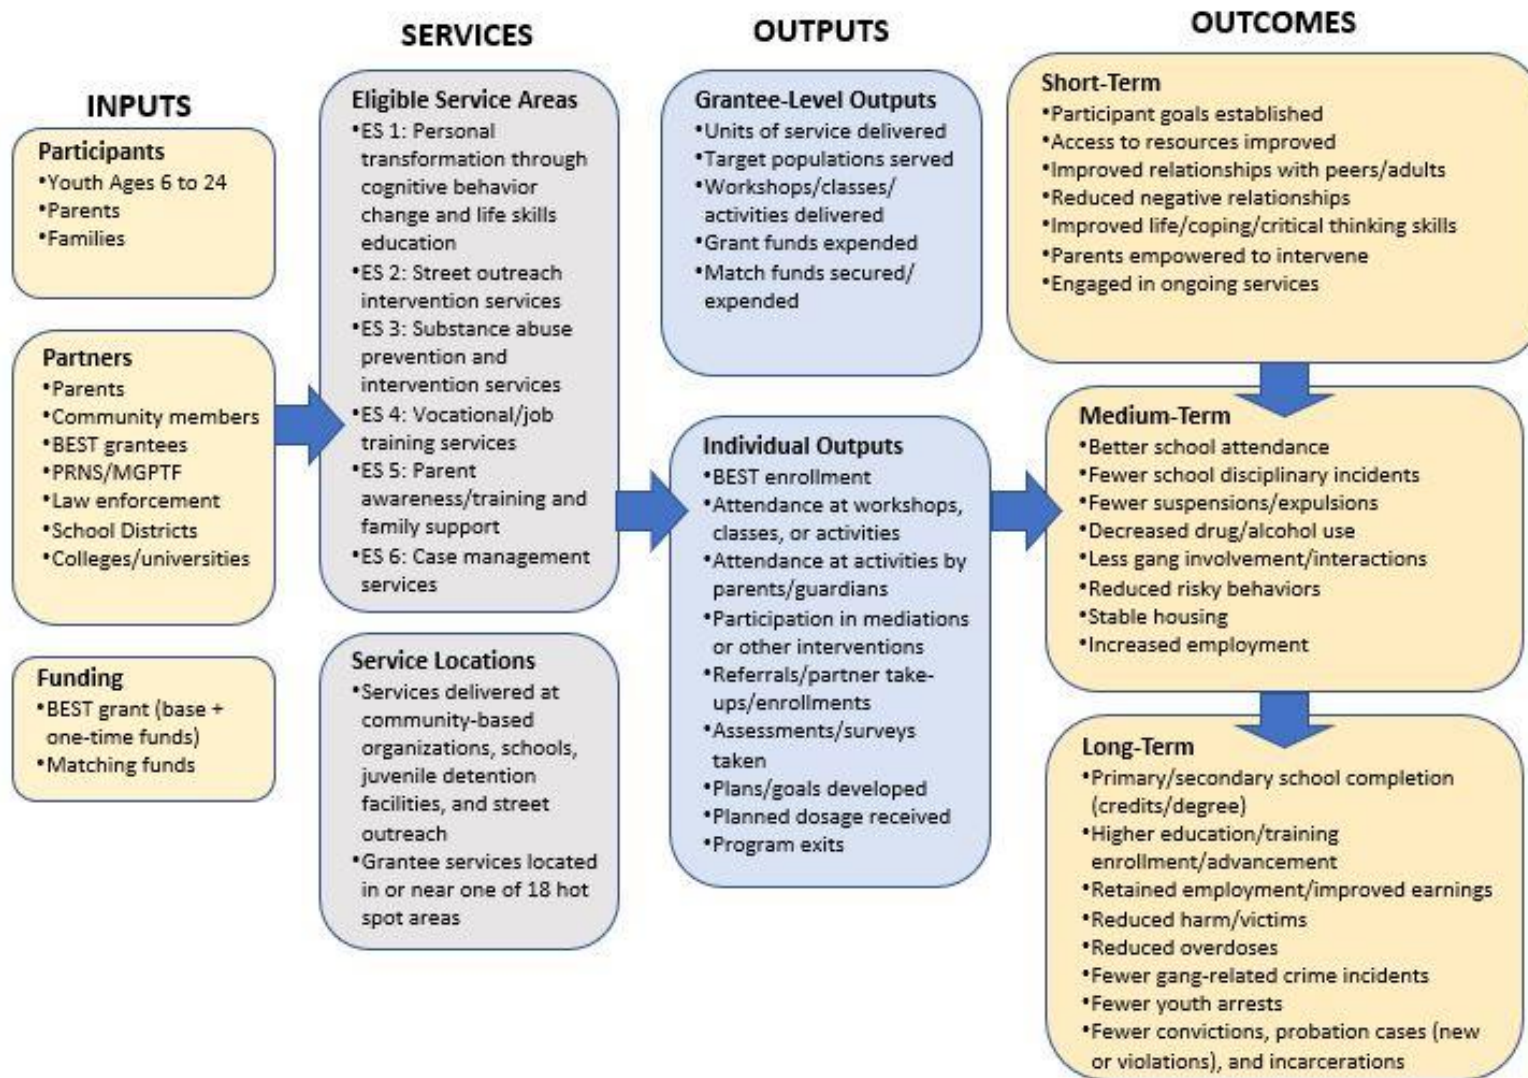 INPUTS
Participants
•Youth Ages 6 to 24
•Parents
•Families
Partners
•Parents
•Community members
•BEST grantees
•PRNS/MGPTF
•Law enforcement
•School Districts
•Colleges/universities
Funding
•BEST grant (base +
one-time funds)
•Matching funds
SERVICES
Eligible Service Areas
•ES 1: Personal
transformation through
cognitive behavior
change and life skills
education
•ES 2: Street outreach
intervention services
•ES 3: Substance abuse
prevention and
intervention services
•ES 4: Vocational/job
training services
•ES 5: Parent
awareness/training and
family support
•ES 6: Case management
services
Service Locations
•Services delivered at
community-based
organizations, schools,
juvenile detention
facilities, and street
outreach
•Grantee services located
in or near one of 18 hot
spot areas
OUTPUTS
Grantee-Level Outputs
•Units of service delivered
•Target populations served
•Workshops/classes/
activities delivered
•Grant funds expended
•Match funds secured/
expended
Individual Outputs
•BEST enrollment
•Attendance at workshops,
classes, or activities
•Attendance at activities by
parents/guardians
•Participation in mediations
or other interventions
•Referrals/partner take-
ups/enrollments
•Assessments/surveys
taken
•Plans/goals developed
•Planned dosage received
•Program exits
OUTCOMES
Short-Term
•Participant goals established
•Access to resources improved
•Improved relationships with peers/adults
•Reduced negative relationships
•Improved life/coping/critical thinking skills
•Parents empowered to intervene
•Engaged in ongoing services
Medium-Term
•Better school attendance
•Fewer school disciplinary incidents
•Fewer suspensions/expulsions
•Decreased drug/alcohol use
•Less gang involvement/interactions
•Reduced risky behaviors
•Stable housing
•Increased employment
Long-Term
•Primary/secondary school completion
(credits/degree)
•Higher education/training
enrollment/advancement
•Retained employment/improved earnings
•Reduced harm/victims
•Reduced overdoses
•Fewer gang-related crime incidents
•Fewer youth arrests
•Fewer convictions, probation cases (new
or violations), and incarcerations